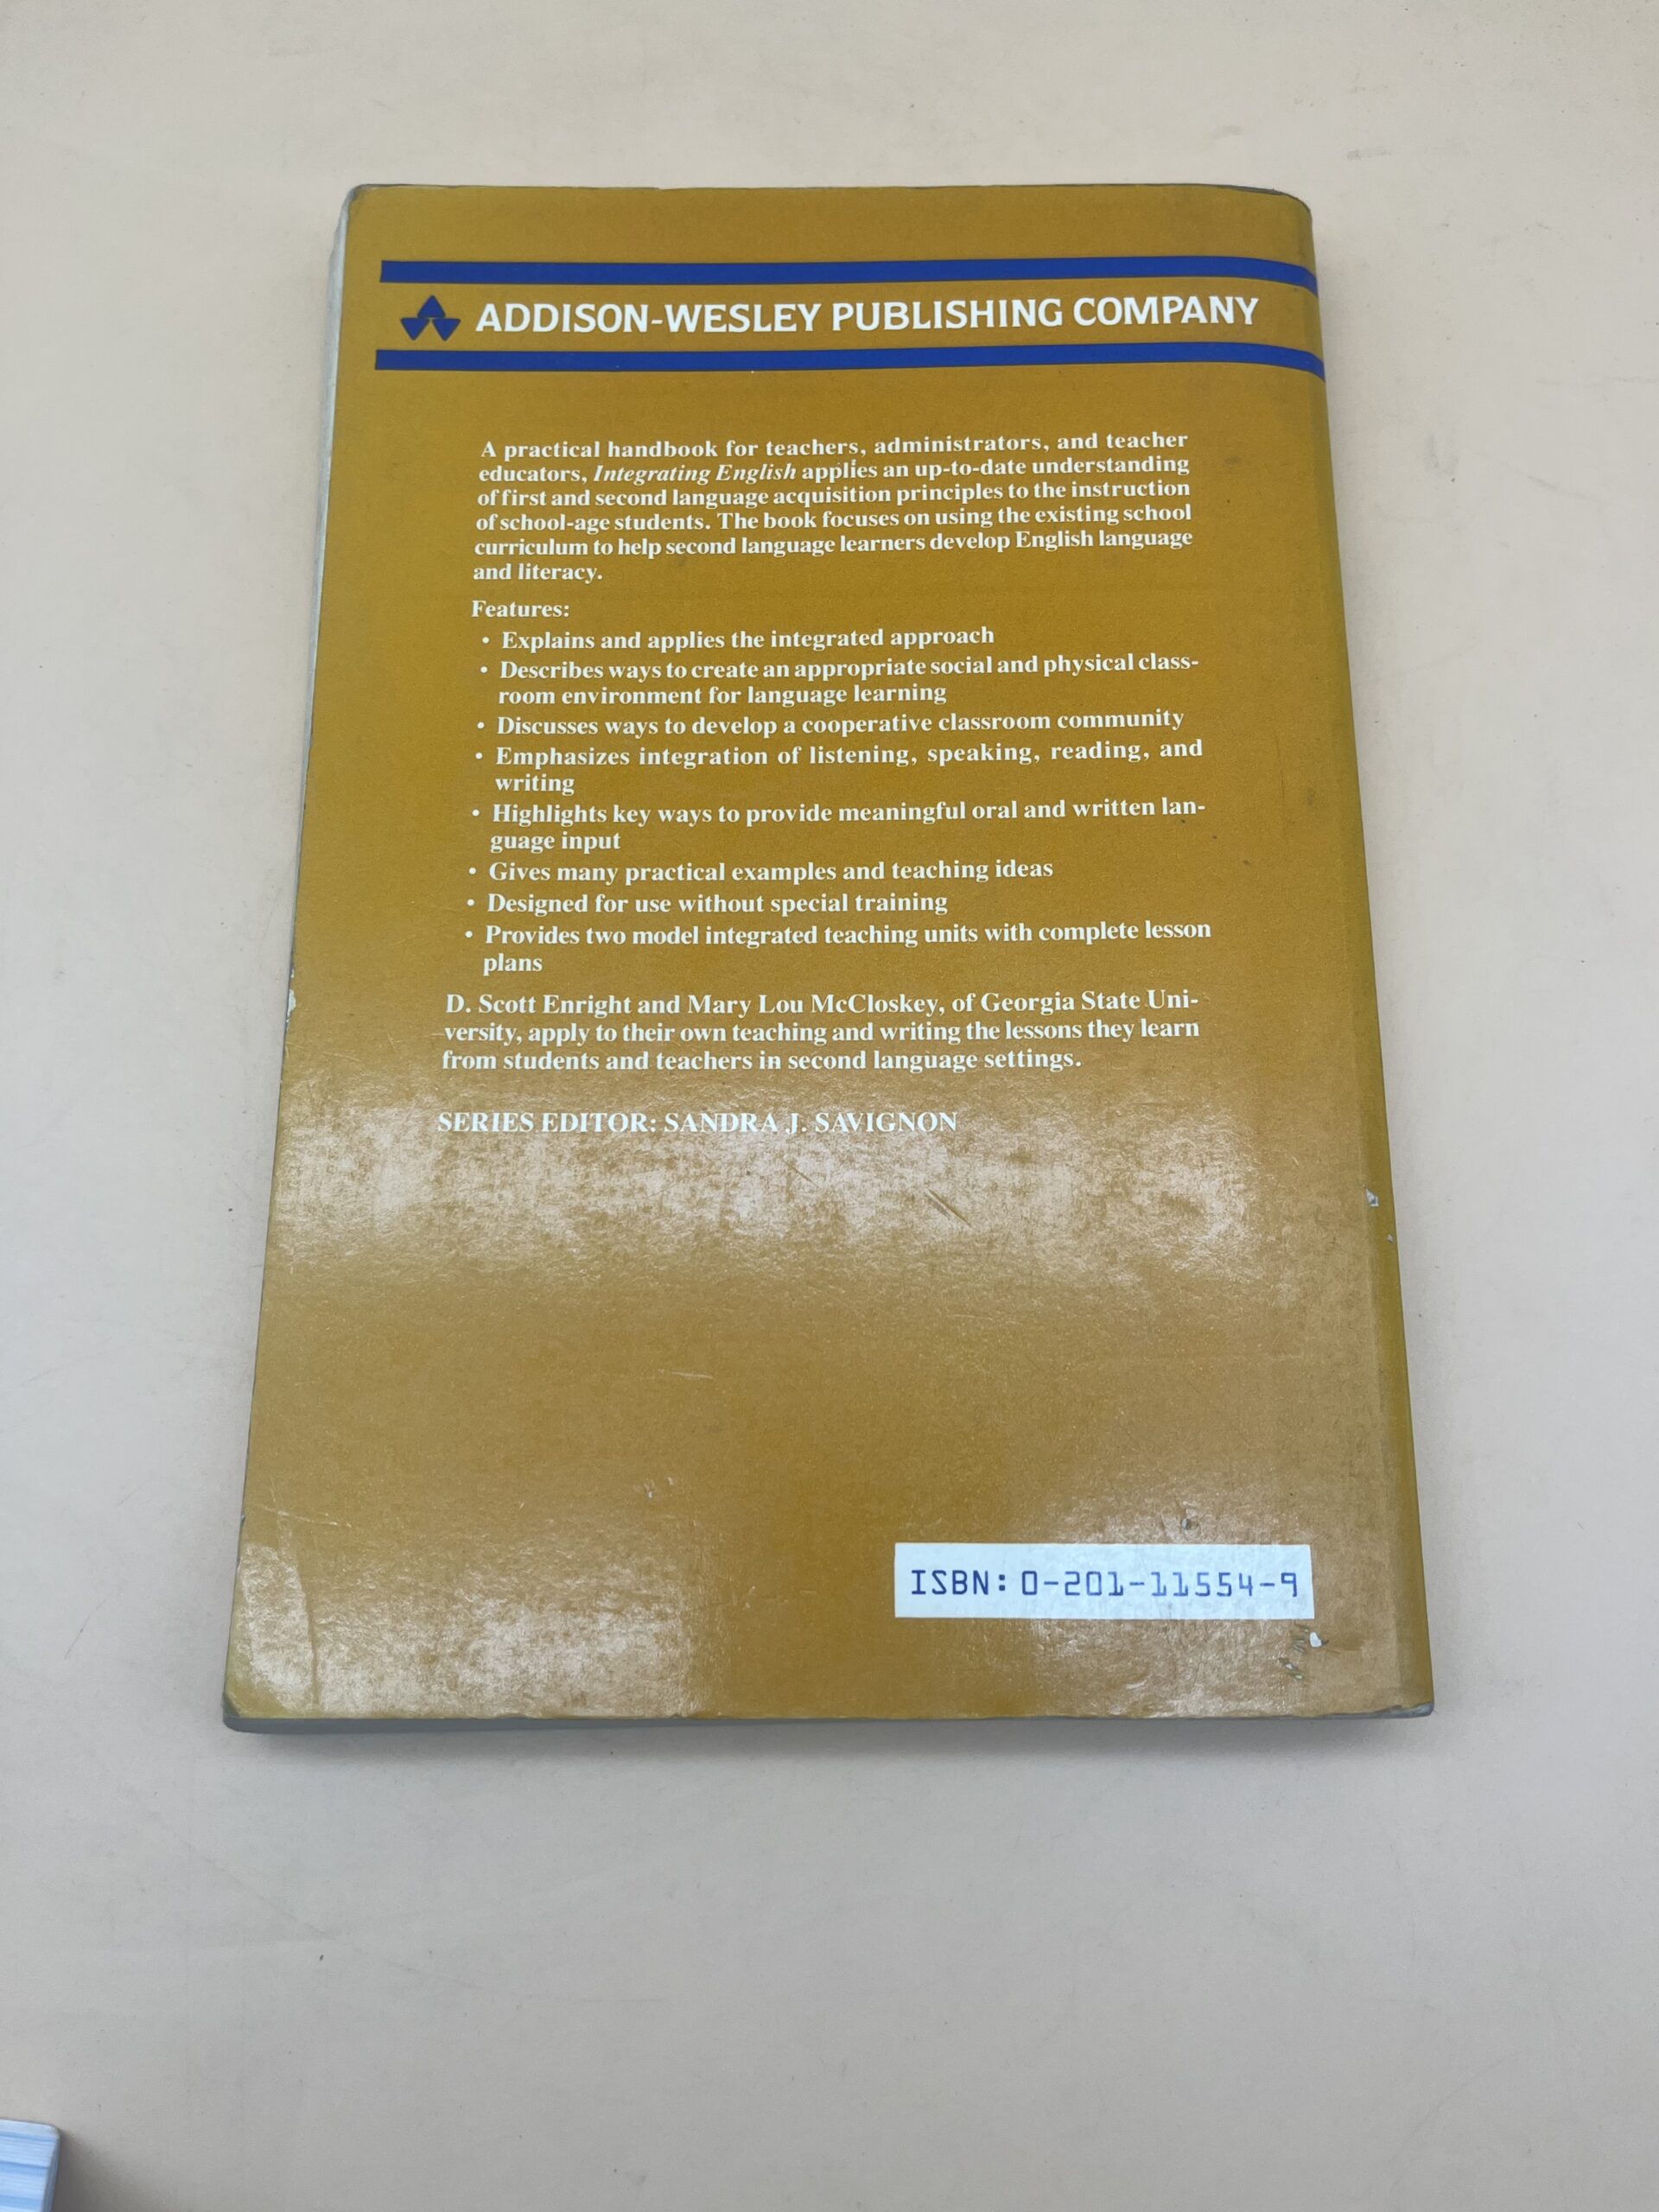 ADDISON-WESLEY PUBLISHING COMPANY
A practical handbook for teachers, administrators, and teacher
educators, Integrating English applies an up-to-date understanding
of first and second language acquisition principles to the instruction
of school-age students. The book focuses on using the existing school
curriculum to help second language learners develop English language
and literacy.
Features:
• Explains and applies the integrated approach
• Describes ways to create an appropriate social and physical class-
room environment for language learning
• Discusses ways to develop a cooperative classroom community
• Emphasizes integration of listening, speaking, reading, and
writing
• Highlights key ways to provide meaningful oral and written lan-
guage input
• Gives many practical examples and teaching ideas
• Designed for use without special training
• Provides two model integrated teaching units with complete lesson
plans
D. Scott Enright and Mary Lou McCloskey, of Georgia State Uni-
versity, apply to their own teaching and writing the lessons they learn
from students and teachers in second language settings.
SERIES EDITOR: SANDRA J. SAVIGNON
ISBN: 0-201-11554-9